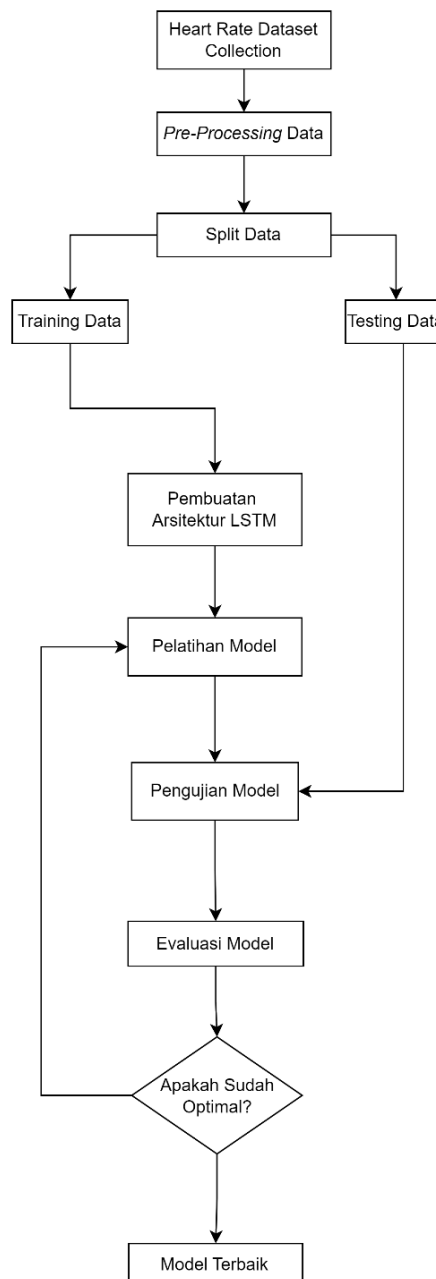 Heart Rate Dataset
Collection
Pre-Processing Data
Split Data
Training Data
Testing Data
Pembuatan
Arsitektur LSTM
Pelatihan Model
Pengujian Model
Evaluasi Model
Apakah Sudah
Optimal?
Model Terbaik